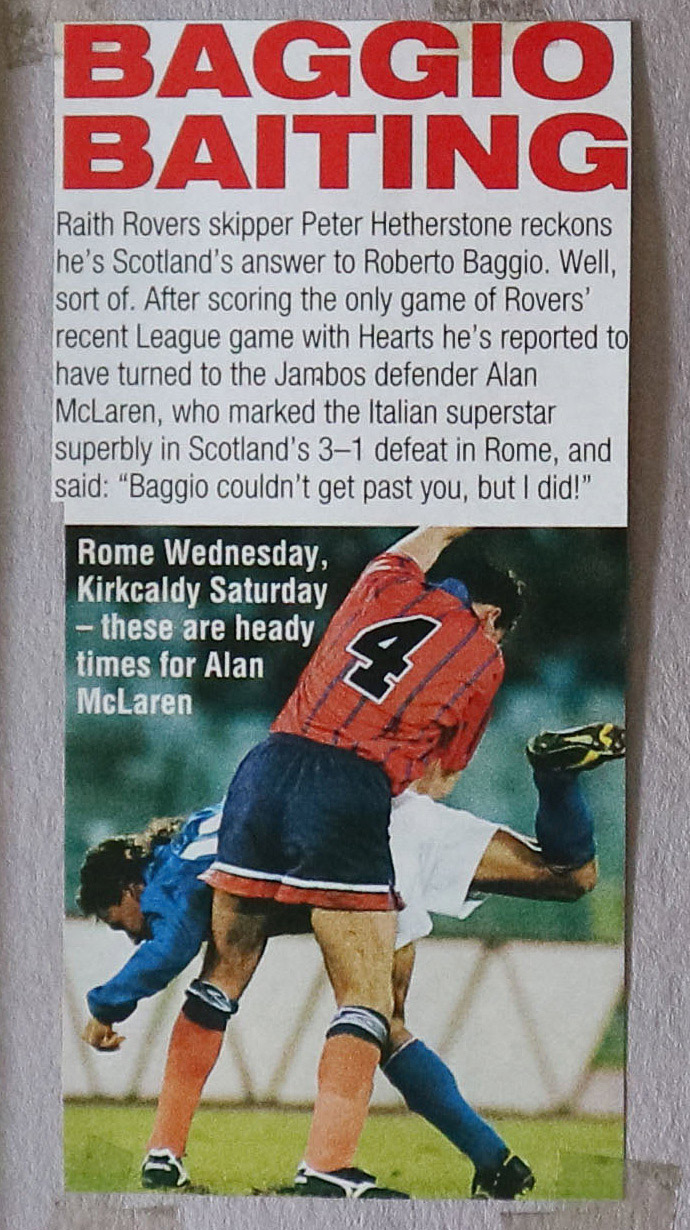 BAGGIO
BAITING
Raith Rovers skipper Peter Hetherstone reckons
he's Scotland's answer to Roberto Baggio. Well,
sort of. After scoring the only game of Rovers'
recent League game with Hearts he's reported to
have turned to the Jambos defender Alan
McLaren, who marked the Italian superstar
superbly in Scotland's 3–1 defeat in Rome, and
said: “Baggio couldn't get past you, but I did!”
Rome Wednesday,
Kirkcaldy Saturday
– these are heady
times for Alan
McLaren
4